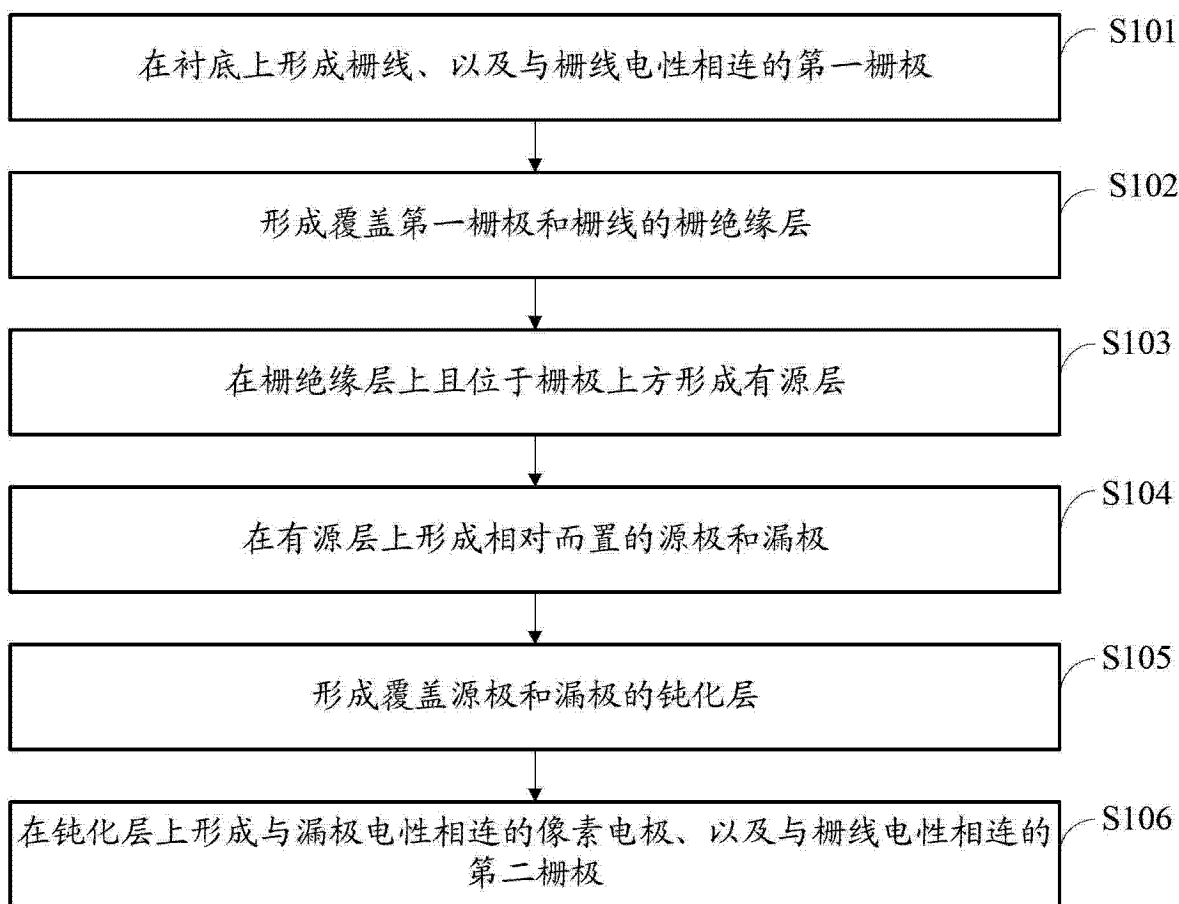 S101
在衬底上形成栅线、以及与栅线电性相连的第一栅极
S102
形成覆盖第一栅极和栅线的栅绝缘层
S103
在栅绝缘层上且位于栅极上方形成有源层
S104
在有源层上形成相对而置的源极和漏极
S105
形成覆盖源极和漏极的钝化层
S106
在钝化层上形成与漏极电性相连的像素电极、以及与栅线电性相连的
第二栅极